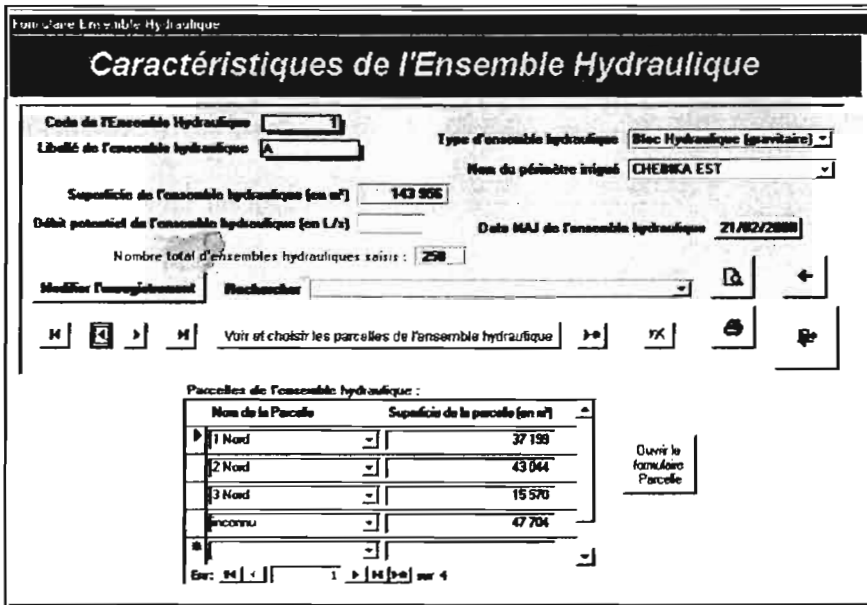 Formulaire Ensemble Hydraulique
Caractéristiques de l'Ensemble Hydraulique
Code de l'Ensemble Hydraulique 1
Libellé de l'ensemble hydraulique A
Type d'ensemble hydraulique Bloc Hydraulique (gravitaire)
Nom du périmètre irrigué CHEBIKA EST
Superficie de l'ensemble hydraulique (en m²) 143 956
Débit potentiel de l'ensemble hydraulique (en L/s)
Date MAJ de l'ensemble hydraulique 21/02/2000
Nombre total d'ensembles hydrauliques saisis : 250
Modifier l'enregistrement Rechercher
Voir et choisir les parcelles de l'ensemble hydraulique
Parcelles de l'ensemble hydraulique :
Nom de la Parcelle Superficie de la parcelle (en m²)
1 Nord 37 199
2 Nord 43 044
3 Nord 15 570
inconnu 47 704
Ouvrir le
formulaire
Parcelle
Enr: 1 sur 4